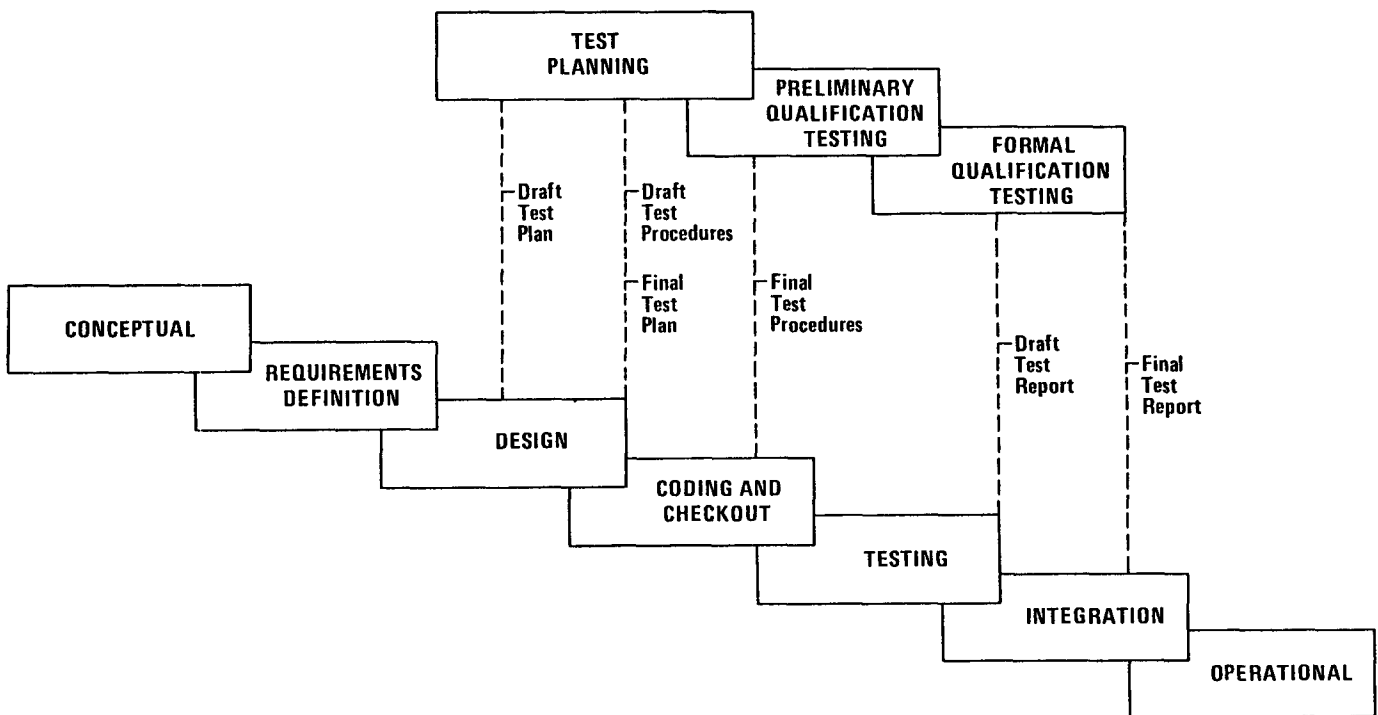 TEST
PLANNING
PRELIMINARY
QUALIFICATION
TESTING
FORMAL
QUALIFICATION
TESTING
Draft
Test
Plan
Draft
Test
Procedures
Final
Test
Plan
Final
Test
Procedures
Draft
Test
Report
Final
Test
Report
CONCEPTUAL
REQUIREMENTS
DEFINITION
DESIGN
CODING AND
CHECKOUT
TESTING
INTEGRATION
OPERATIONAL